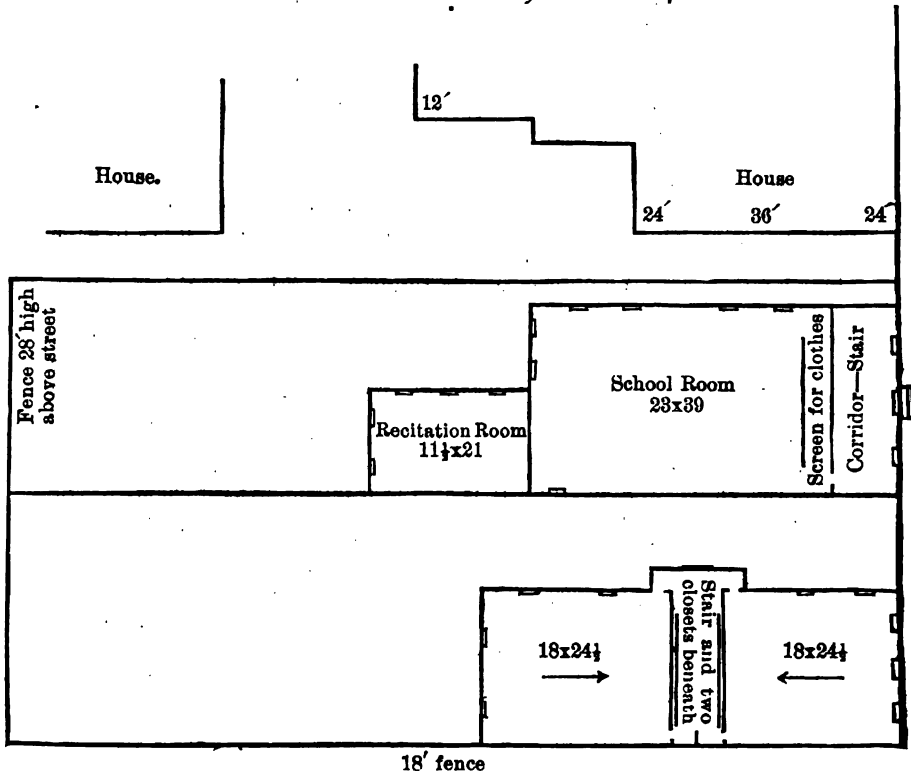 12′
House.
House
24′ 36′ 24′
Fence 28′ high
above street
School Room
23x39
Screen for clothes
Corridor—Stair
Recitation Room
11½x21
18x24½
Stair and two
closets beneath
18x24½
18′ fence